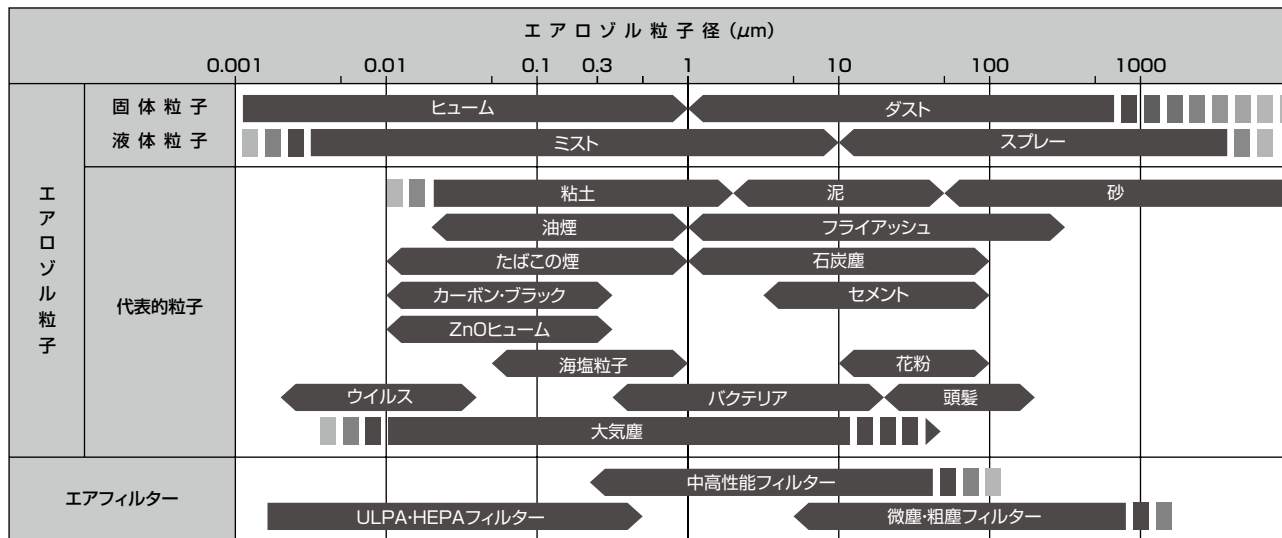 エアロゾル粒子径 (μm)
0.001 0.01 0.1 0.3 1 10 100 1000
エアロゾル粒子
固体粒子 ヒューム ダスト
液体粒子 ミスト スプレー
代表的粒子
粘土 泥 砂
油煙 フライアッシュ
たばこの煙 石炭塵
カーボン・ブラック セメント
ZnOヒューム
海塩粒子 花粉
ウイルス バクテリア 頭髪
大気塵
エアフィルター
中高性能フィルター
ULPA・HEPAフィルター 微塵・粗塵フィルター